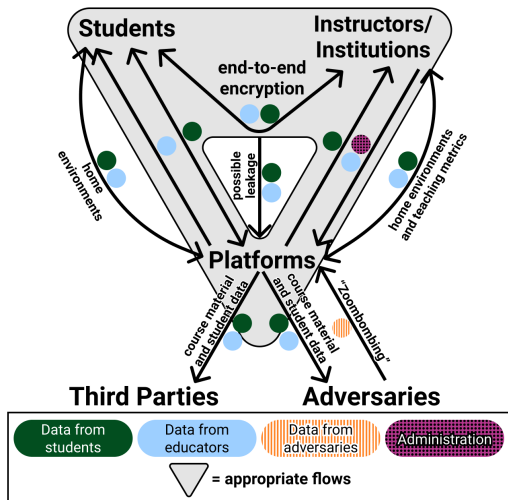 Students
Instructors/
Institutions
end-to-end
encryption
home
environments
possible
leakage
home environments
and teaching metrics
Platforms
course material
and student data
course material
and student data
“Zoombombing”
Third Parties
Adversaries
Data from
students
Data from
educators
Data from
adversaries
Administration
= appropriate flows